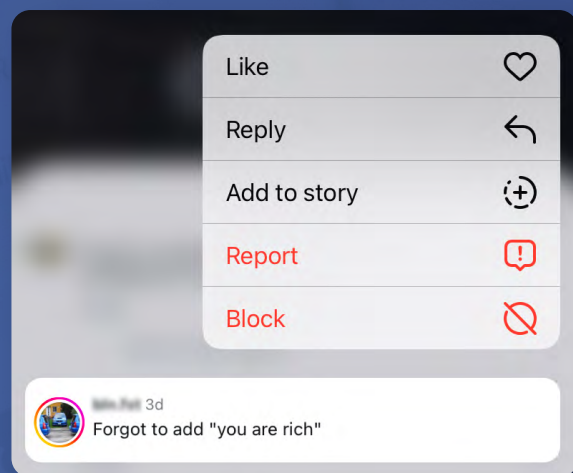 Like
Reply
Add to story
Report
Block
3d
Forgot to add "you are rich"